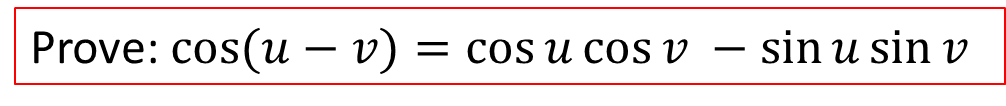 Prove: cos(𝑢 − 𝑣) = cos 𝑢 cos 𝑣 − sin 𝑢 sin 𝑣